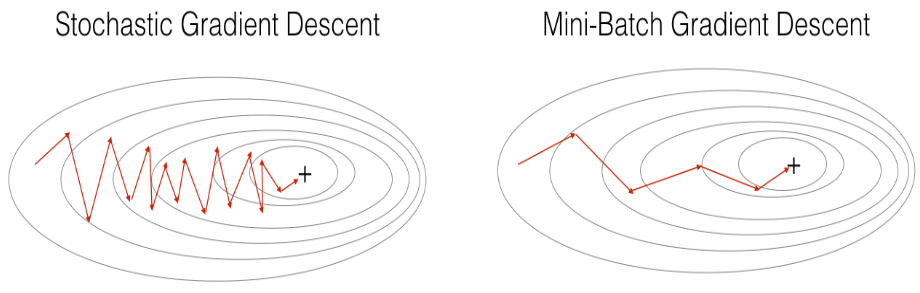 Stochastic Gradient Descent
Mini-Batch Gradient Descent